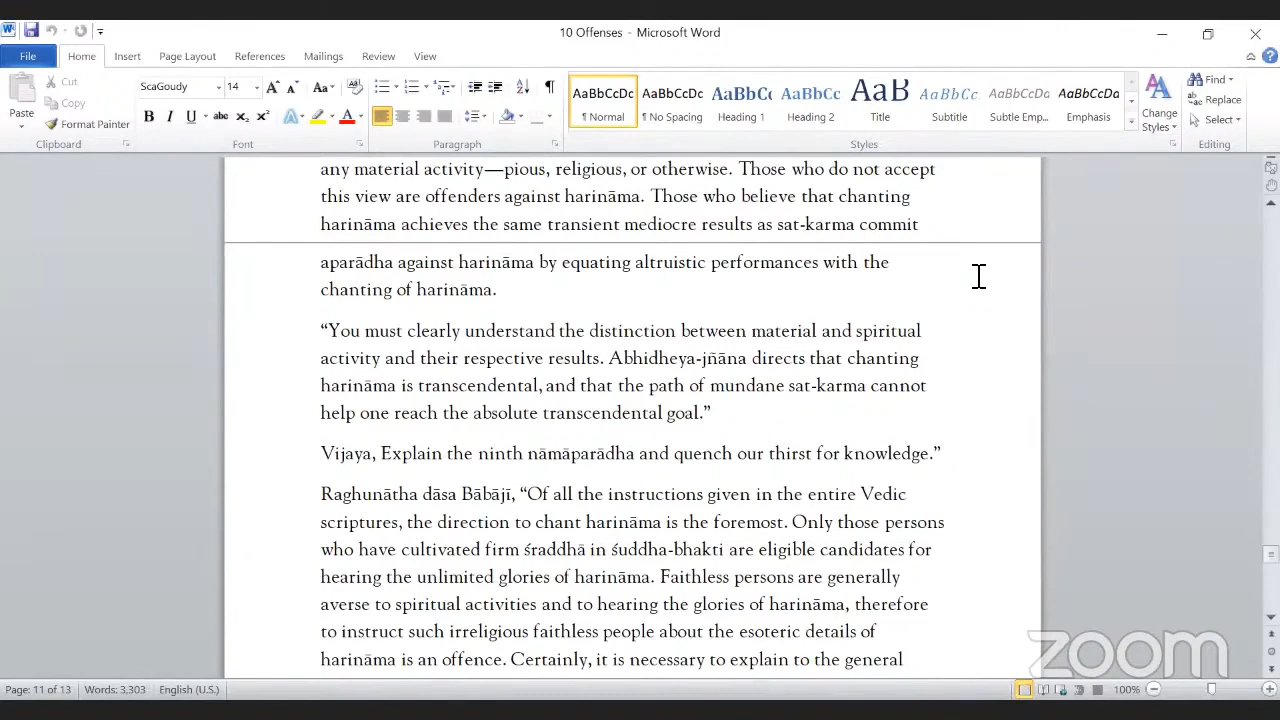 10 Offenses - Microsoft Word
File Home Insert Page Layout References Mailings Review View
Paste
Cut
Copy
Format Painter
Clipboard
ScaGoudy 14
Font
Paragraph
AaBbCcDc AaBbCcDc AaBbC( AaBbCc AaB AaBbCc. AaBbCcDc AaBbCcDc
¶ Normal ¶ No Spacing Heading 1 Heading 2 Title Subtitle Subtle Emp... Emphasis
Styles
Change
Styles
Find
Replace
Select
Editing
any material activity—pious, religious, or otherwise. Those who do not accept
this view are offenders against harināma. Those who believe that chanting
harināma achieves the same transient mediocre results as sat-karma commit
aparādha against harināma by equating altruistic performances with the
chanting of harināma.
“You must clearly understand the distinction between material and spiritual
activity and their respective results. Abhidheya-jñāna directs that chanting
harināma is transcendental, and that the path of mundane sat-karma cannot
help one reach the absolute transcendental goal.”
Vijaya, Explain the ninth nāmāparādha and quench our thirst for knowledge.”
Raghunātha dāsa Bābājī, “Of all the instructions given in the entire Vedic
scriptures, the direction to chant harināma is the foremost. Only those persons
who have cultivated firm śraddhā in śuddha-bhakti are eligible candidates for
hearing the unlimited glories of harināma. Faithless persons are generally
averse to spiritual activities and to hearing the glories of harināma, therefore
to instruct such irreligious faithless people about the esoteric details of
harināma is an offence. Certainly, it is necessary to explain to the general
zoom
Page: 11 of 13 Words: 3,303 English (U.S.) 100%